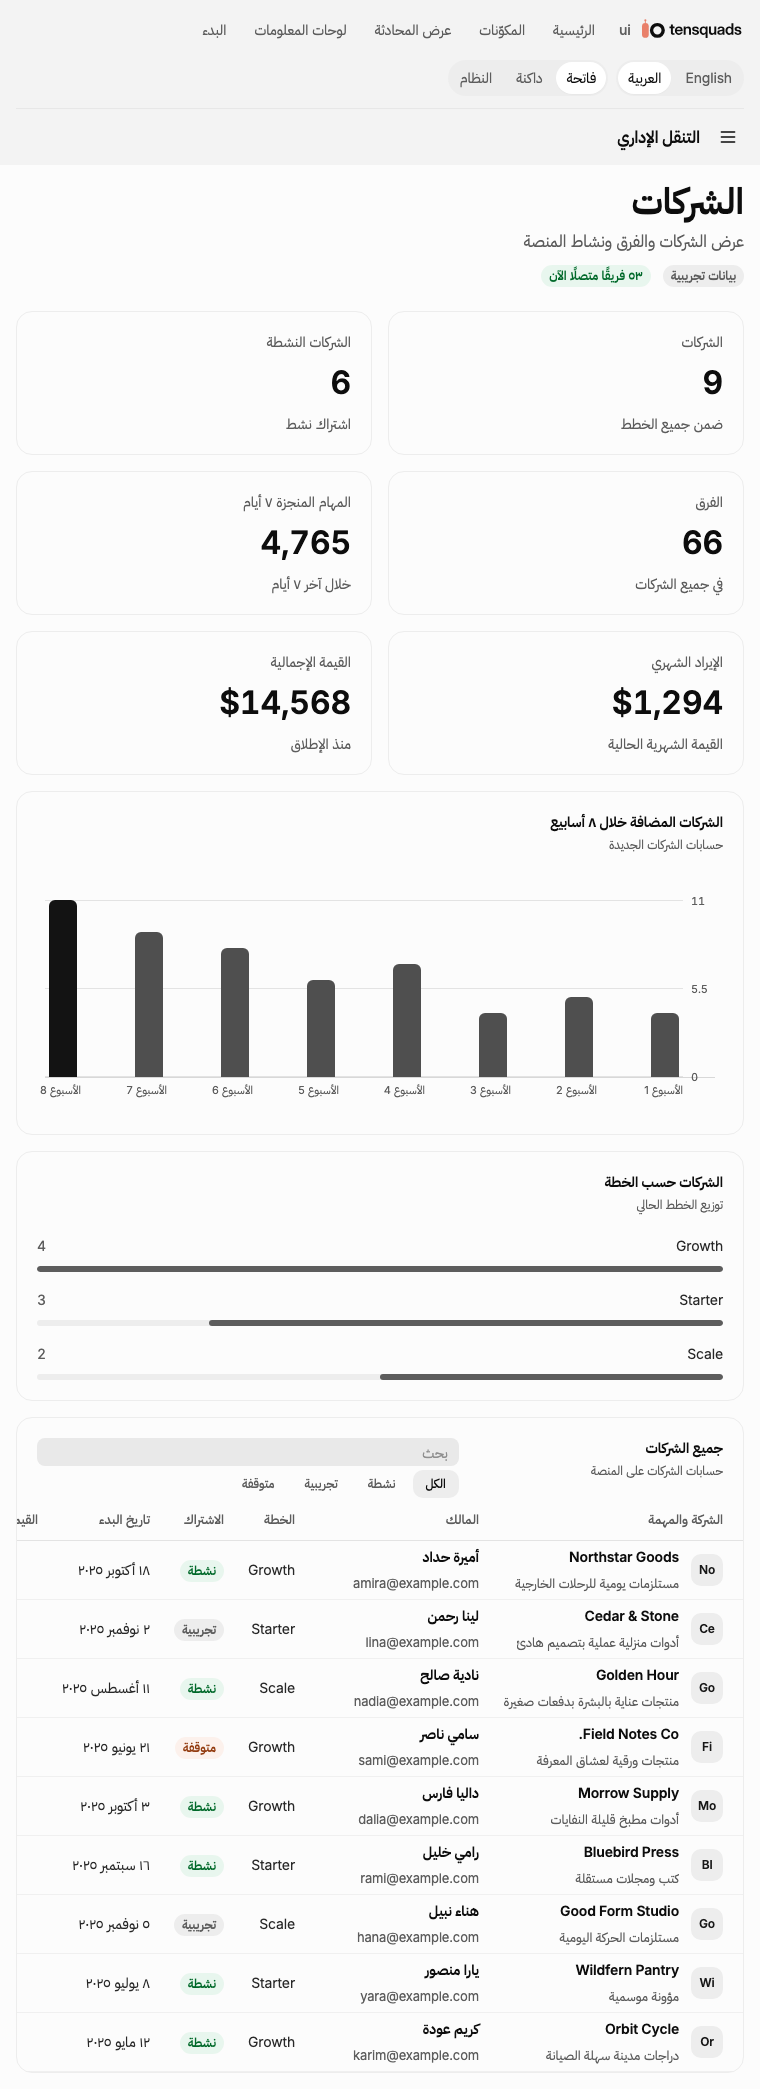 tensquads ui الرئيسية المكوّنات عرض المحادثة لوحات المعلومات البدء
English العربية فاتحة داكنة النظام
التنقل الإداري
الشركات
عرض الشركات والفرق ونشاط المنصة
بيانات تجريبية ٥٣ فريقًا متصلًا الآن
الشركات
9
ضمن جميع الخطط
الشركات النشطة
6
اشتراك نشط
الفرق
66
في جميع الشركات
المهام المنجزة ٧ أيام
4,765
خلال آخر ٧ أيام
الإيراد الشهري
$1,294
القيمة الشهرية الحالية
القيمة الإجمالية
$14,568
منذ الإطلاق
الشركات المضافة خلال ٨ أسابيع
حسابات الشركات الجديدة
11
5.5
0
الأسبوع 1 الأسبوع 2 الأسبوع 3 الأسبوع 4 الأسبوع 5 الأسبوع 6 الأسبوع 7 الأسبوع 8
الشركات حسب الخطة
توزيع الخطط الحالي
Growth 4
Starter 3
Scale 2
جميع الشركات
حسابات الشركات على المنصة
بحث
الكل نشطة تجريبية متوقفة
الشركة والمهمة المالك الخطة الاشتراك تاريخ البدء
No Northstar Goods أميرة حداد Growth نشطة ١٨ أكتوبر ٢٠٢٥
مستلزمات يومية للرحلات الخارجية amira@example.com
Ce Cedar & Stone لينا رحمن Starter تجريبية ٢ نوفمبر ٢٠٢٥
أدوات منزلية عملية بتصميم هادئ lina@example.com
Go Golden Hour نادية صالح Scale نشطة ١١ أغسطس ٢٠٢٥
منتجات عناية بالبشرة بدفعات صغيرة nadia@example.com
Fi Field Notes Co. سامي ناصر Growth متوقفة ٢١ يونيو ٢٠٢٥
منتجات ورقية لعشاق المعرفة sami@example.com
Mo Morrow Supply داليا فارس Growth نشطة ٣ أكتوبر ٢٠٢٥
أدوات مطبخ قليلة النفايات dalia@example.com
Bl Bluebird Press رامي خليل Starter نشطة ١٦ سبتمبر ٢٠٢٥
كتب ومجلات مستقلة rami@example.com
Go Good Form Studio هناء نبيل Scale تجريبية ٥ نوفمبر ٢٠٢٥
مستلزمات الحركة اليومية hana@example.com
Wi Wildfern Pantry يارا منصور Starter نشطة ٨ يوليو ٢٠٢٥
مؤونة موسمية yara@example.com
Or Orbit Cycle كريم عودة Growth نشطة ١٢ مايو ٢٠٢٥
دراجات مدينة سهلة الصيانة karim@example.com